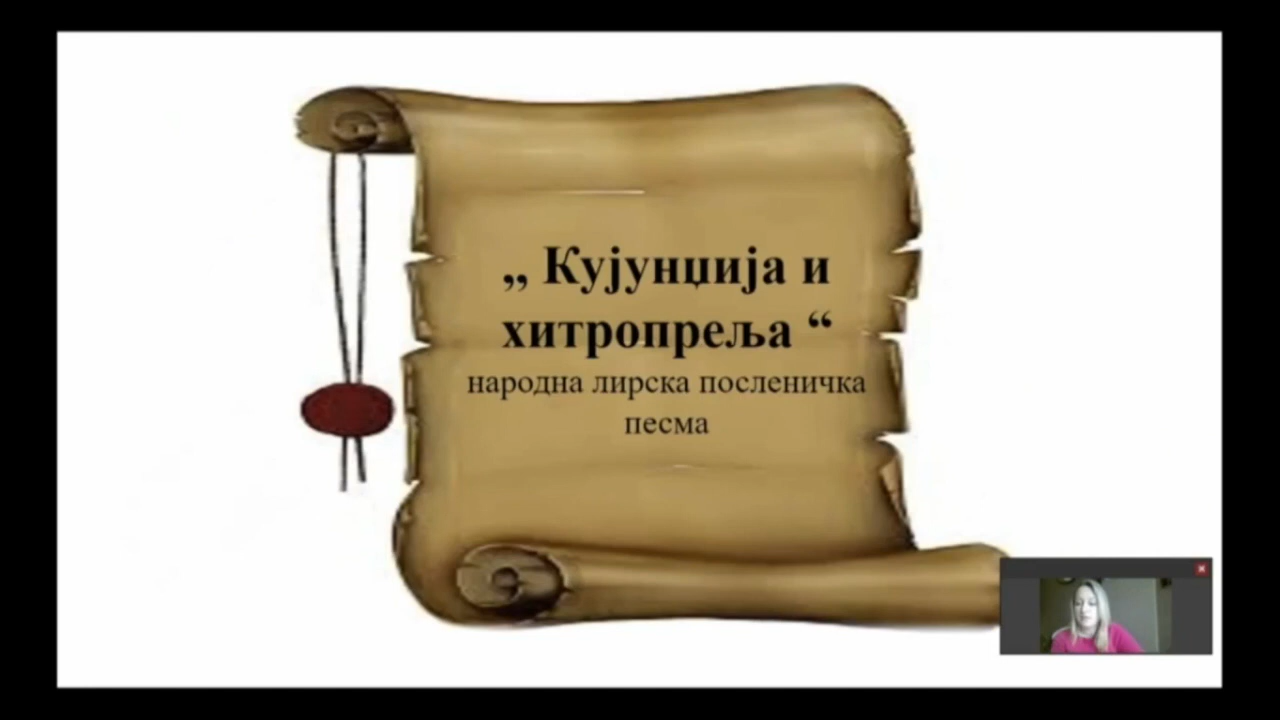 „ Кујунџија и
хитропреља “
народна лирска посленичка
песма